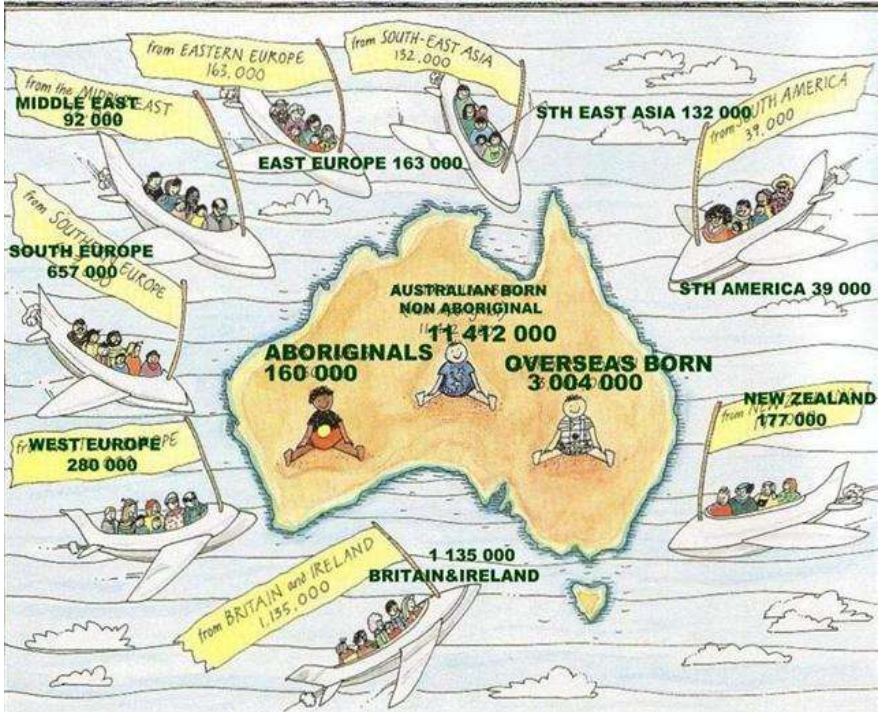 from EASTERN EUROPE
163,000
from SOUTH-EAST ASIA
132,000
from the MIDDLE EAST
MIDDLE EAST
92 000
EAST EUROPE 163 000
STH EAST ASIA 132 000
from SOUTH AMERICA
39,000
STH AMERICA 39 000
from SOUTHERN EUROPE
SOUTH EUROPE
657 000
AUSTRALIAN BORN
NON ABORIGINAL
11 412 000
ABORIGINALS
160 000
OVERSEAS BORN
3 004 000
NEW ZEALAND
177 000
from NEW
WEST EUROPE
280 000
from BRITAIN and IRELAND
1,135,000
1 135 000
BRITAIN&IRELAND